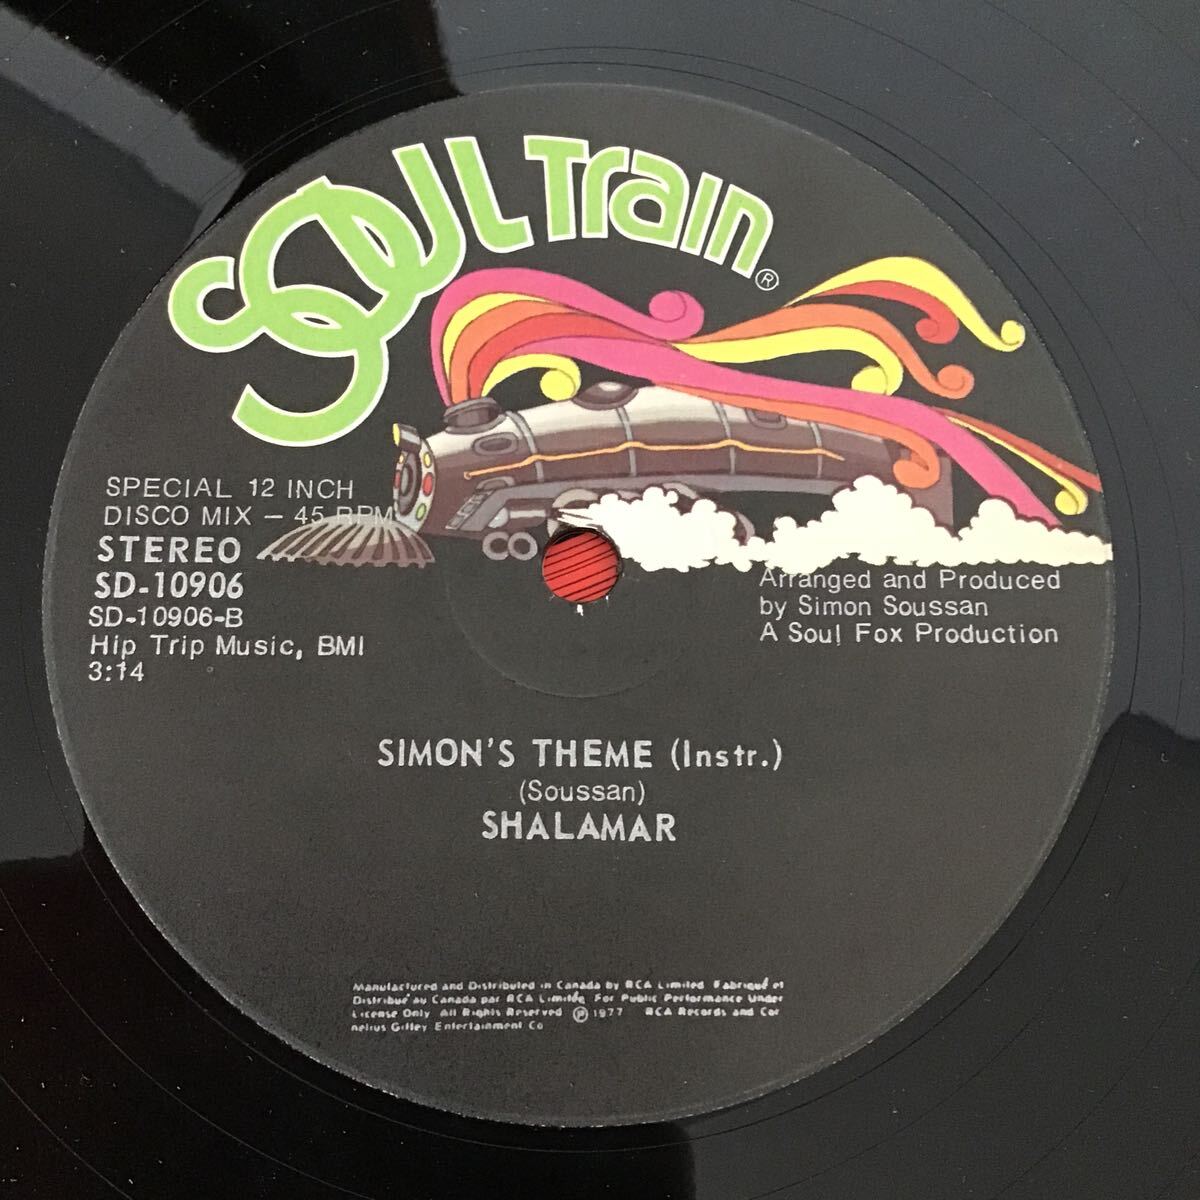 SOUL TRAIN ®
SPECIAL 12 INCH
DISCO MIX – 45 RPM
STEREO
SD-10906
SD-10906-B
Hip Trip Music, BMI
3:14
Arranged and Produced
by Simon Soussan
A Soul Fox Production
SIMON'S THEME (Instr.)
(Soussan)
SHALAMAR
Manufactured and Distributed in Canada by RCA Limited Fabriqué et
Distribué au Canada par RCA Limitée For Public Performance Under
License Only All Rights Reserved ℗ 1977 RCA Records and Cor
nelius Giffey Entertainment Co